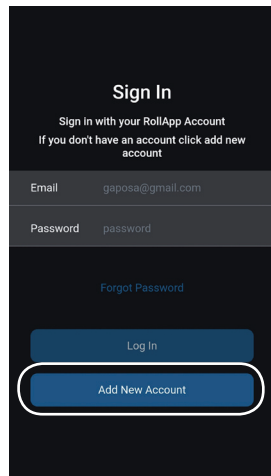 Sign In
Sign in with your RollApp Account
If you don't have an account click add new
account
Email gaposa@gmail.com
Password password
Forgot Password
Log In
Add New Account